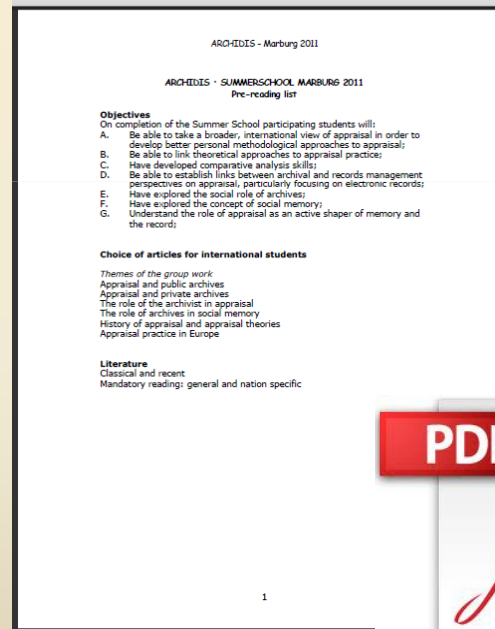 ARCHIDIS - Marburg 2011
ARCHIDIS - SUMMERSCHOOL MARBURG 2011
Pre-reading list
Objectives
On completion of the Summer School participating students will:
A. Be able to take a broader, international view of appraisal in order to
develop better personal methodological approaches to appraisal;
B. Be able to link theoretical approaches to appraisal practice;
C. Have developed comparative analysis skills;
D. Be able to establish links between archival and records management
perspectives on appraisal, particularly focusing on electronic records;
E. Have explored the social role of archives;
F. Have explored the concept of social memory;
G. Understand the role of appraisal as an active shaper of memory and
the record;
Choice of articles for international students
Themes of the group work
Appraisal and public archives
Appraisal and private archives
The role of the archivist in appraisal
The role of archives in social memory
History of appraisal and appraisal theories
Appraisal practice in Europe
Literature
Classical and recent
Mandatory reading: general and nation specific
PDF
1